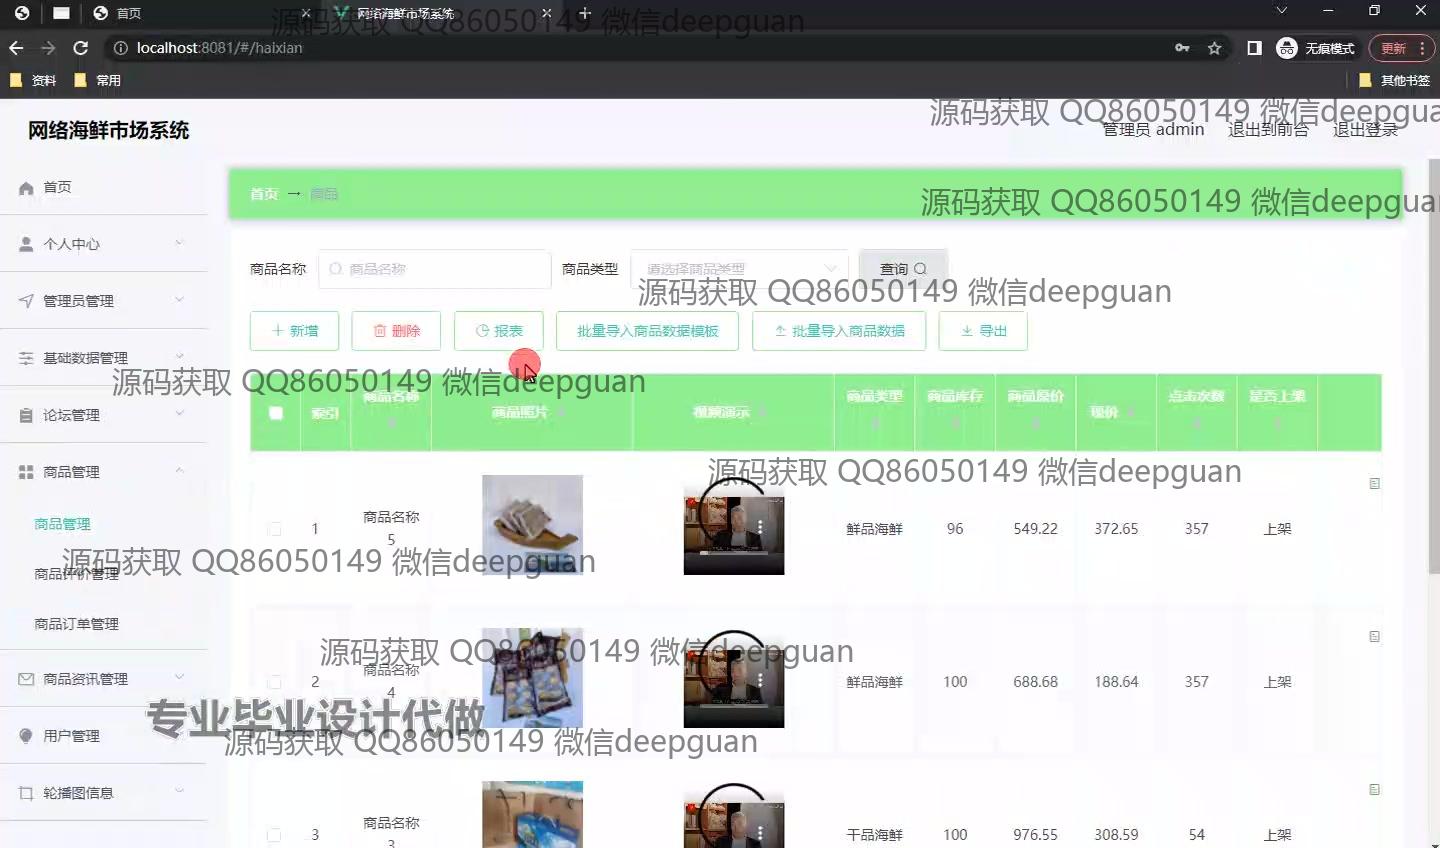 首页
网络海鲜市场系统
源码获取 QQ86050149 微信deepguan
localhost:8081/#/haixian
无痕模式
更新
资料
常用
其他书签
网络海鲜市场系统
源码获取 QQ86050149 微信deepgua
管理员 admin
退出到前台
退出登录
首页
个人中心
管理员管理
基础数据管理
论坛管理
商品管理
商品管理
商品评价管理
商品订单管理
商品资讯管理
用户管理
轮播图信息
首页 → 商品
源码获取 QQ86050149 微信deepguan
商品名称
商品名称
商品类型
请选择商品类型
查询
源码获取 QQ86050149 微信deepguan
新增
删除
报表
批量导入商品数据模板
批量导入商品数据
导出
源码获取 QQ86050149 微信deepguan
索引
商品名称
商品照片
视频演示
商品类型
商品库存
商品原价
现价
点击次数
是否上架
源码获取 QQ86050149 微信deepguan
1
商品名称
5
鲜品海鲜
96
549.22
372.65
357
上架
源码获取 QQ86050149 微信deepguan
源码获取 QQ86050149 微信deepguan
2
商品名称
4
鲜品海鲜
100
688.68
188.64
357
上架
专业毕业设计代做
源码获取 QQ86050149 微信deepguan
3
商品名称
3
干品海鲜
100
976.55
308.59
54
上架